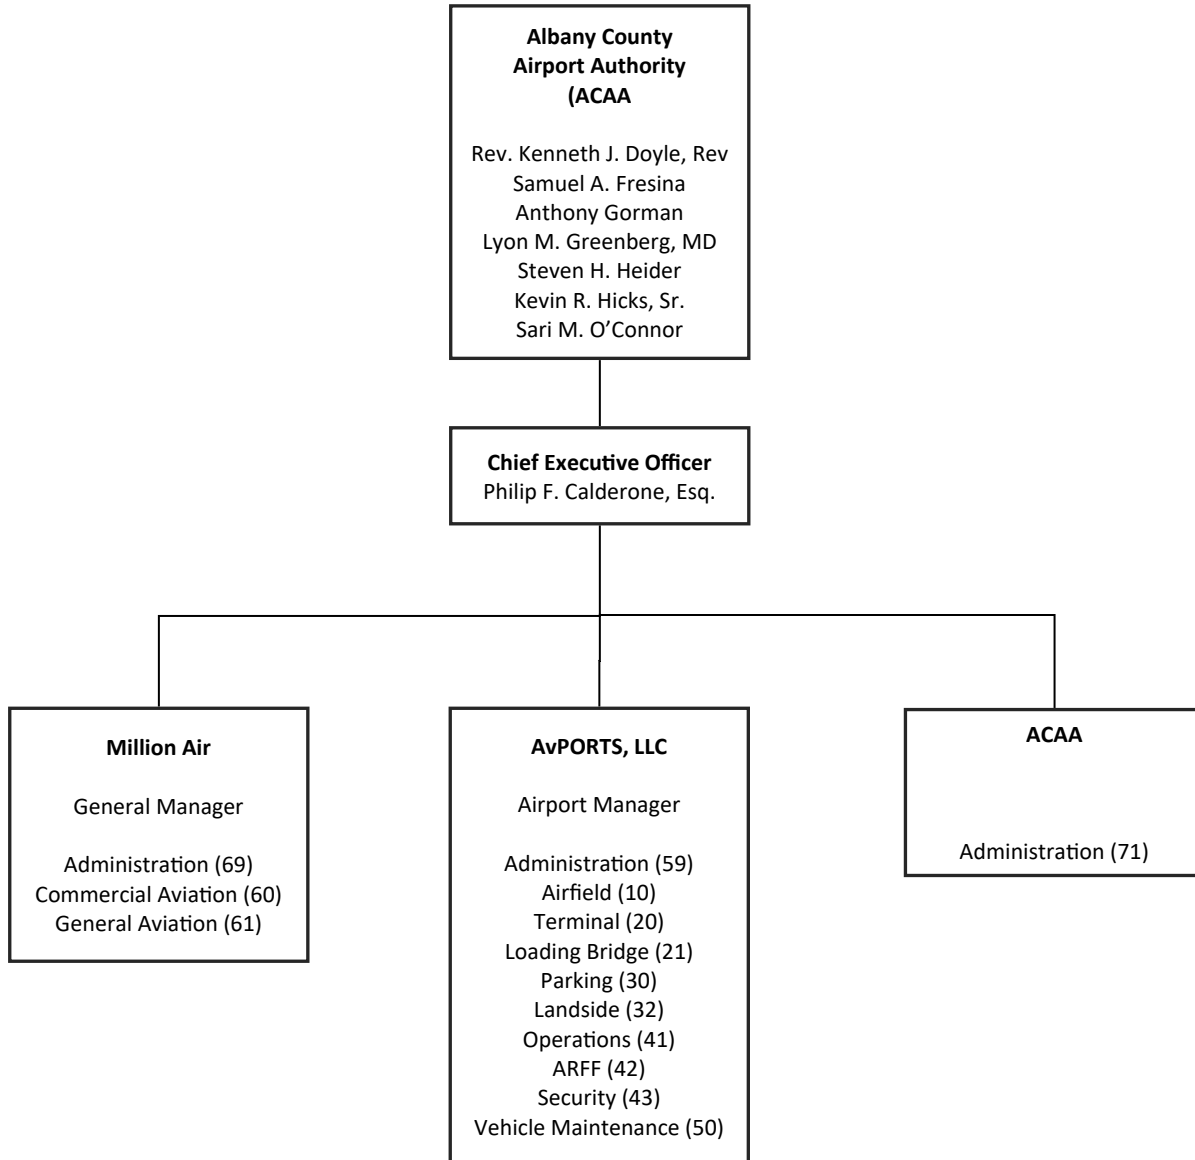 Albany County
Airport Authority
(ACAA
Rev. Kenneth J. Doyle, Rev
Samuel A. Fresina
Anthony Gorman
Lyon M. Greenberg, MD
Steven H. Heider
Kevin R. Hicks, Sr.
Sari M. O’Connor
Chief Executive Officer
Philip F. Calderone, Esq.
Million Air
General Manager
Administration (69)
Commercial Aviation (60)
General Aviation (61)
AvPORTS, LLC
Airport Manager
Administration (59)
Airfield (10)
Terminal (20)
Loading Bridge (21)
Parking (30)
Landside (32)
Operations (41)
ARFF (42)
Security (43)
Vehicle Maintenance (50)
ACAA
Administration (71)